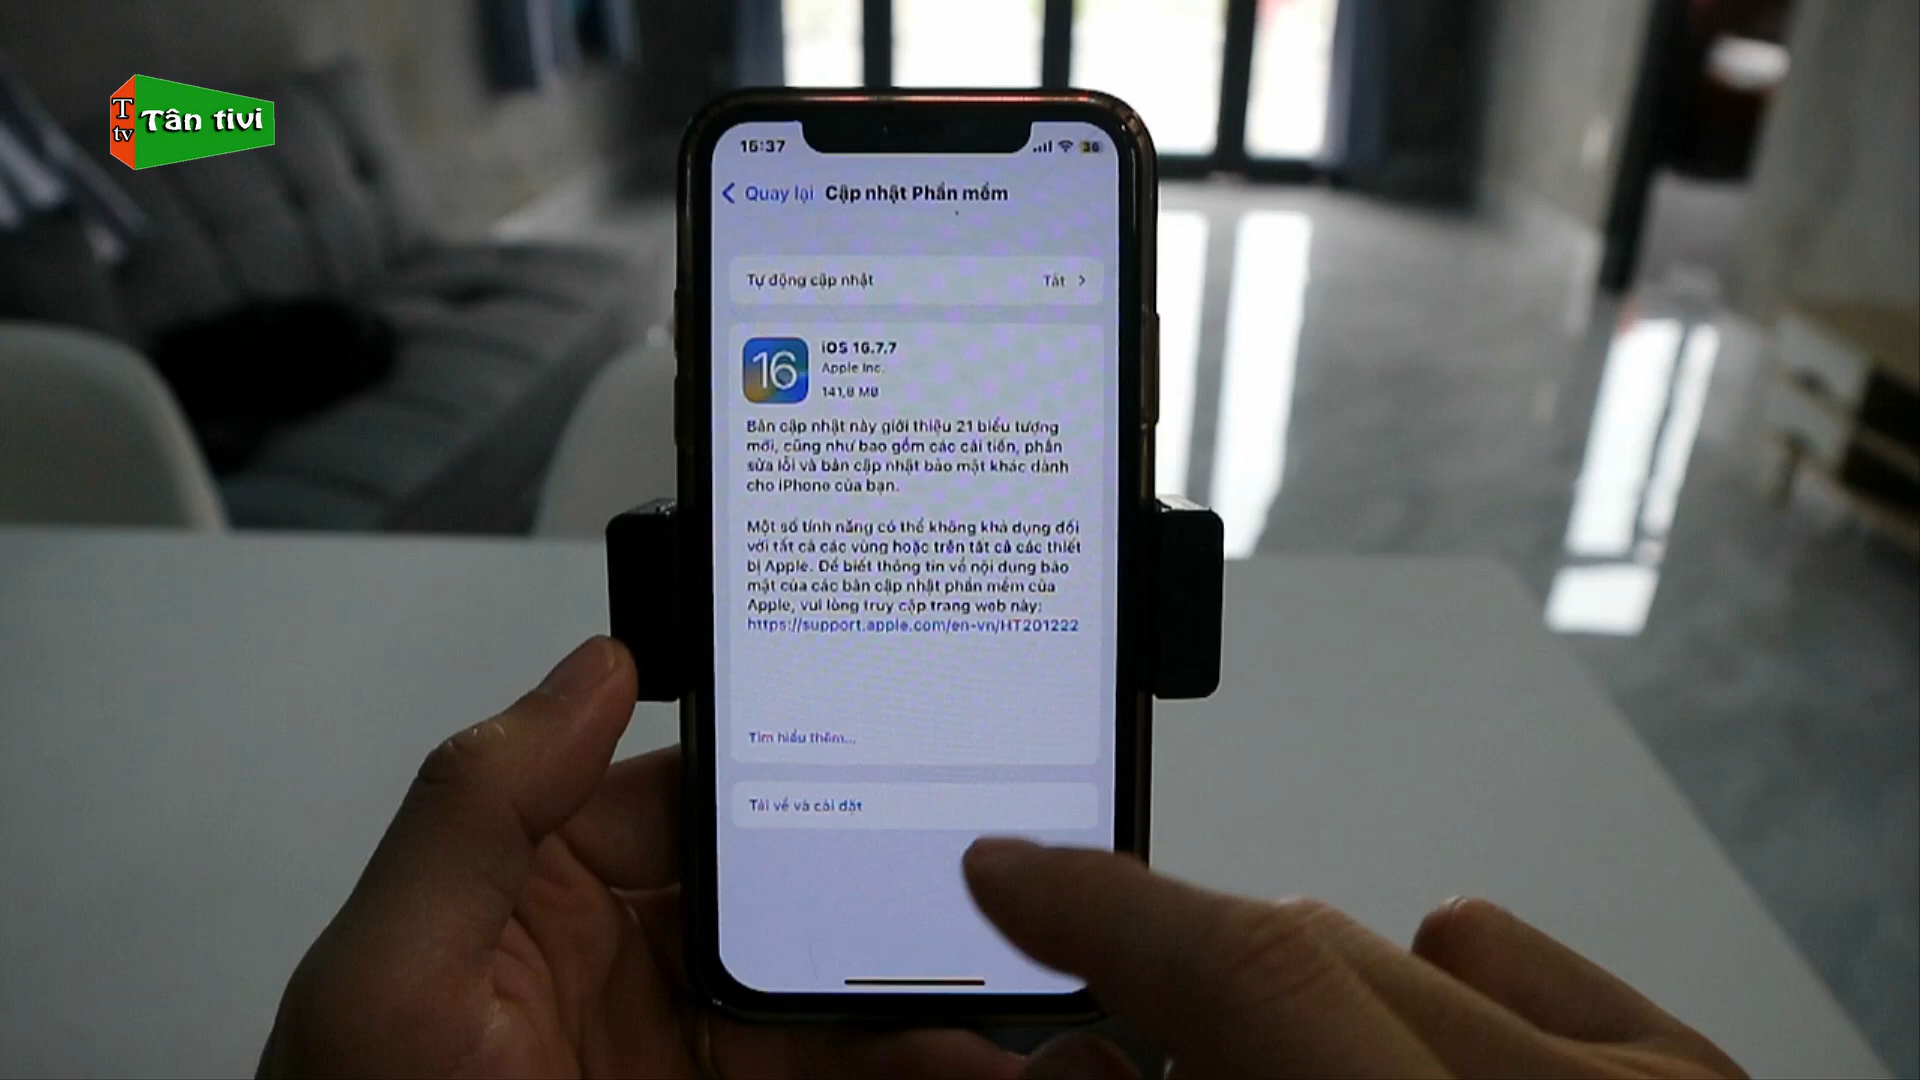 T
tv
Tân tivi
15:37
36
Quay lại Cập nhật Phần mềm
Tự động cập nhật Tắt
16
iOS 16.7.7
Apple Inc.
141,8 MB
Bản cập nhật này giới thiệu 21 biểu tượng
mới, cũng như bao gồm các cải tiến, phần
sửa lỗi và bản cập nhật bảo mật khác dành
cho iPhone của bạn.
Một số tính năng có thể không khả dụng đối
với tất cả các vùng hoặc trên tất cả các thiết
bị Apple. Để biết thông tin về nội dung bảo
mật của các bản cập nhật phần mềm của
Apple, vui lòng truy cập trang web này:
https://support.apple.com/en-vn/HT201222
Tìm hiểu thêm...
Tải về và cài đặt